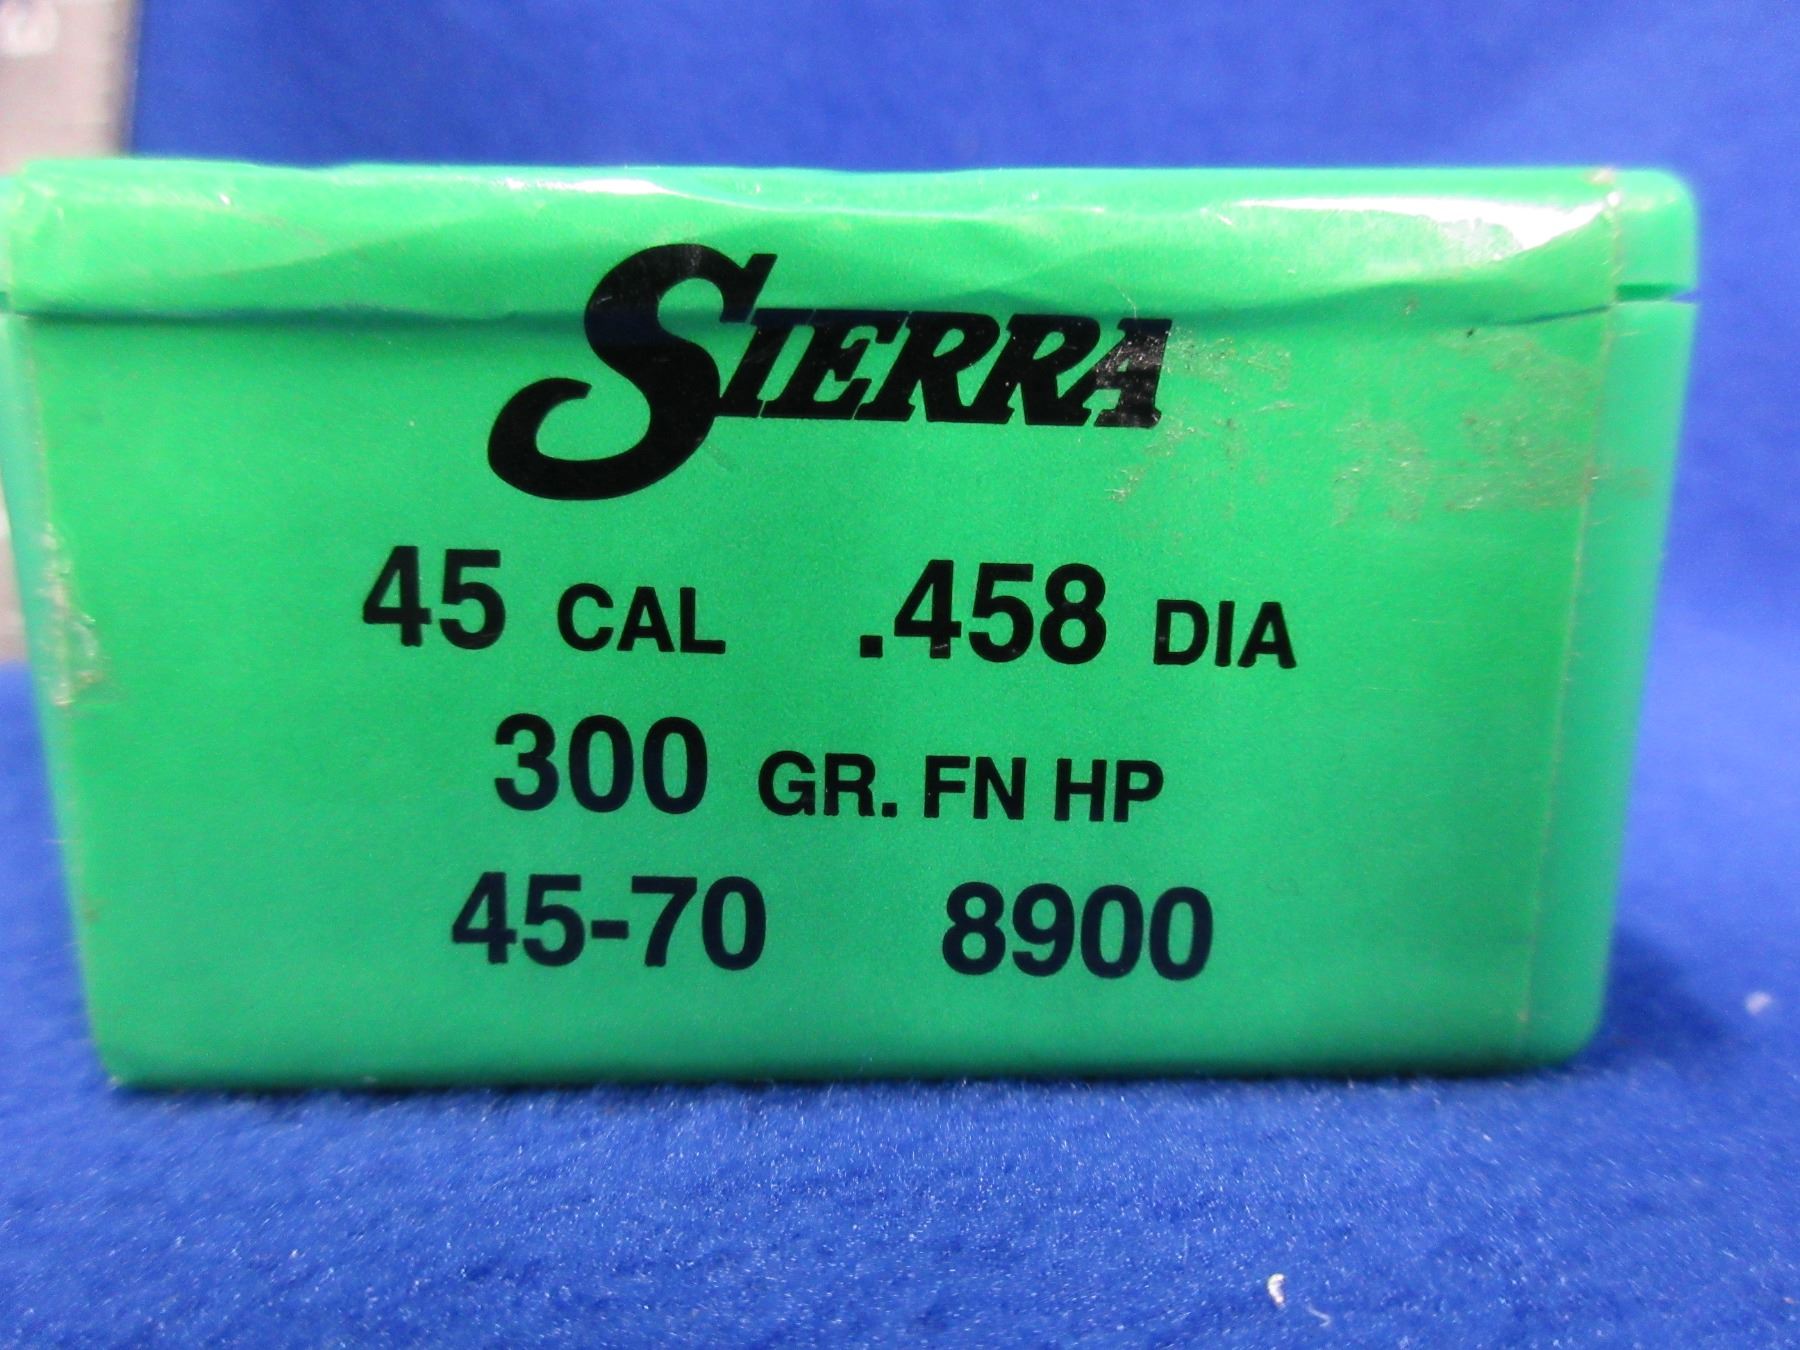 SIERRA
45 CAL .458 DIA
300 GR. FN HP
45-70 8900